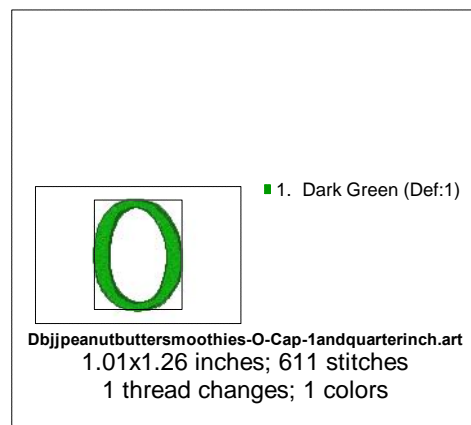 1. Dark Green (Def:1)
O
Dbjjpeanutbuttersmoothies-O-Cap-1andquarterinch.art
1.01x1.26 inches; 611 stitches
1 thread changes; 1 colors